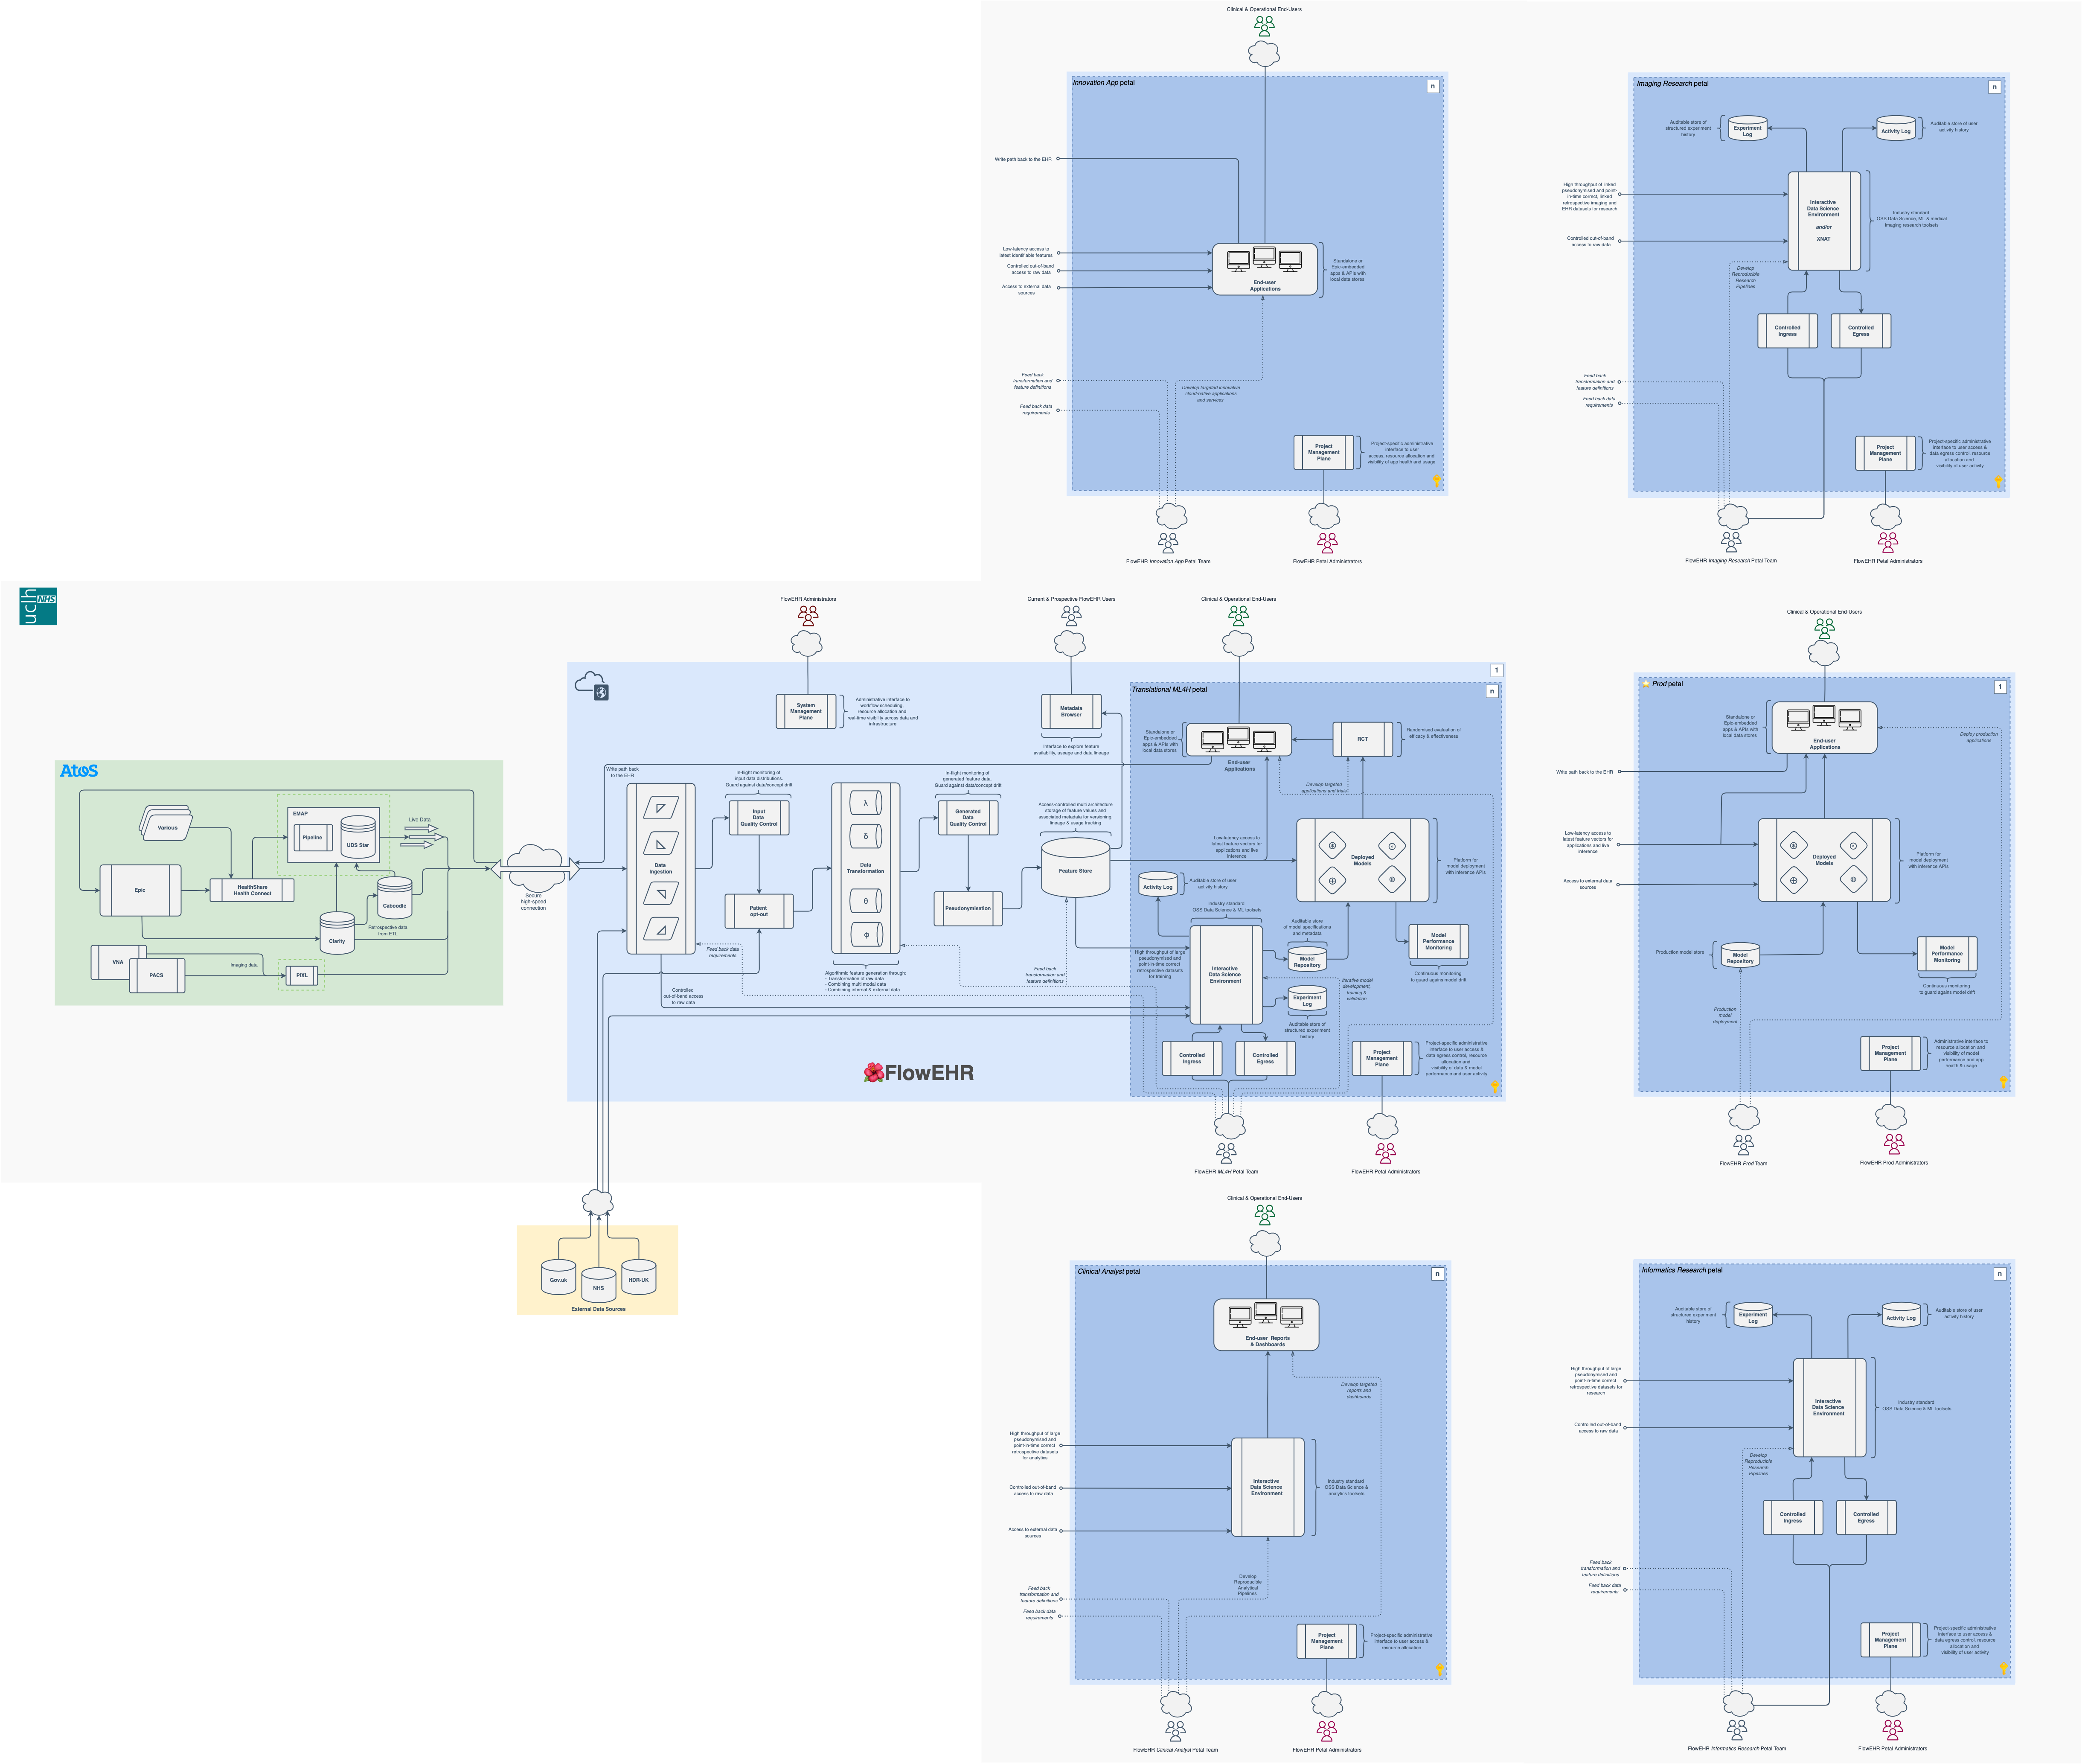 Clinical & Operational End-Users
Innovation App petal
n
Write path back to the EHR
Low-latency access to
latest identifiable features
Controlled out-of-band
access to raw data
Access to external data
sources
End-user
Applications
Standalone or
Epic-embedded
apps & APIs with
local data stores
Feed back
transformation and
feature definitions
Feed back data
requirements
Develop targeted innovative
cloud-native applications
and services
Project
Management
Plane
Project-specific administrative
interface to user
access, resource allocation and
visibility of app health and usage
FlowEHR Innovation App Petal Team
FlowEHR Petal Administrators
Imaging Research petal
n
Auditable store of
structured experiment
history
Experiment
Log
Activity Log
Auditable store of user
activity history
High throughput of linked
pseudonymised and point-
in-time correct, linked
retrospective imaging and
EHR datasets for research
Controlled out-of-band
access to raw data
Interactive
Data Science
Environment
and/or
XNAT
Industry standard
OSS Data Science, ML & medical
imaging research toolsets
Develop
Reproducible
Research
Pipelines
Controlled
Ingress
Controlled
Egress
Feed back
transformation and
feature definitions
Feed back data
requirements
Project
Management
Plane
Project-specific administrative
interface to user access &
data egress control, resource
allocation and
visibility of user activity
FlowEHR Imaging Research Petal Team
FlowEHR Petal Administrators
uclh
NHS
FlowEHR Administrators
Current & Prospective FlowEHR Users
Clinical & Operational End-Users
1
System
Management
Plane
Administrative interface to
workflow scheduling,
resource allocation and
real-time visibility across data and
infrastructure
Metadata
Browser
Interface to explore feature
availability, useage and data lineage
Atos
Various
Epic
HealthShare
Health Connect
EMAP
Pipeline
UDS Star
Live Data
Caboodle
Clarity
Retrospective data
from ETL
VNA
PACS
Imaging data
PIXL
Secure
high-speed
connection
Write path back
to the EHR
Data
Ingestion
In-flight monitoring of
input data distributions.
Guard against data/concept drift
Input
Data
Quality Control
Patient
opt-out
λ
δ
Data
Transformation
θ
Φ
Algorithmic feature generation through:
- Transformation of raw data
- Combining multi modal data
- Combining internal & external data
In-flight monitoring of
generated feature data.
Guard against data/concept drift
Generated
Data
Quality Control
Pseudonymisation
Access-controlled multi architecture
storage of feature values and
associated metadata for versioning,
lineage & usage tracking
Feature Store
Feed back data
requirements
Controlled
out-of-band access
to raw data
Feed back
transformation and
feature definitions
FlowEHR
Translational ML4H petal
n
Standalone or
Epic-embedded
apps & APIs with
local data stores
End-user
Applications
RCT
Randomised evaluation of
efficacy & effectiveness
Develop targeted
applications and trials
Low-latency access to
latest feature vectors for
applications and live
inference
Deployed
Models
Platform for
model deployment
with inference APIs
Activity Log
Auditable store of user
activity history
Industry standard
OSS Data Science & ML toolsets
High throughput of large
pseudonymised and
point-in-time correct
retrospective datasets
for training
Interactive
Data Science
Environment
Auditable store
of model specifications
and metadata
Model
Repository
Experiment
Log
Auditable store of
structured experiment
history
Iterative model
development,
training &
validation
Model
Performance
Monitoring
Continuous monitoring
to guard agains model drift
Controlled
Ingress
Controlled
Egress
Project
Management
Plane
Project-specific administrative
interface to user access &
data egress control, resource
allocation and
visibility of data & model
performance and user activity
FlowEHR ML4H Petal Team
FlowEHR Petal Administrators
Clinical & Operational End-Users
Prod petal
1
Standalone or
Epic-embedded
apps & APIs with
local data stores
End-user
Applications
Deploy production
applications
Write path back to the EHR
Low-latency access to
latest feature vectors for
applications and live
inference
Access to external data
sources
Deployed
Models
Platform for
model deployment
with inference APIs
Production model store
Model
Repository
Model
Performance
Monitoring
Continuous monitoring
to guard agains model drift
Production
model
deployment
Project
Management
Plane
Administrative interface to
resource allocation and
visibility of model
performance and app
health & usage
FlowEHR Prod Team
FlowEHR Prod Administrators
Gov.uk
NHS
HDR-UK
External Data Sources
Clinical & Operational End-Users
Clinical Analyst petal
n
End-user Reports
& Dashboards
Develop targeted
reports and
dashboards
High throughput of large
pseudonymised and
point-in-time correct
retrospective datasets
for analytics
Controlled out-of-band
access to raw data
Access to external data
sources
Interactive
Data Science
Environment
Industry standard
OSS Data Science &
analytics toolsets
Develop
Reproducible
Analytical
Pipelines
Feed back
transformation and
feature definitions
Feed back data
requirements
Project
Management
Plane
Project-specific administrative
interface to user access &
resource allocation
FlowEHR Clinical Analyst Petal Team
FlowEHR Petal Administrators
Informatics Research petal
n
Auditable store of
structured experiment
history
Experiment
Log
Activity Log
Auditable store of user
activity history
High throughput of large
pseudonymised and
point-in-time correct
retrospective datasets for
research
Controlled out-of-band
access to raw data
Interactive
Data Science
Environment
Industry standard
OSS Data Science & ML toolsets
Develop
Reproducible
Research
Pipelines
Controlled
Ingress
Controlled
Egress
Feed back
transformation and
feature definitions
Feed back data
requirements
Project
Management
Plane
Project-specific administrative
interface to user access &
data egress control, resource
allocation and
visibility of user activity
FlowEHR Informatics Research Petal Team
FlowEHR Petal Administrators